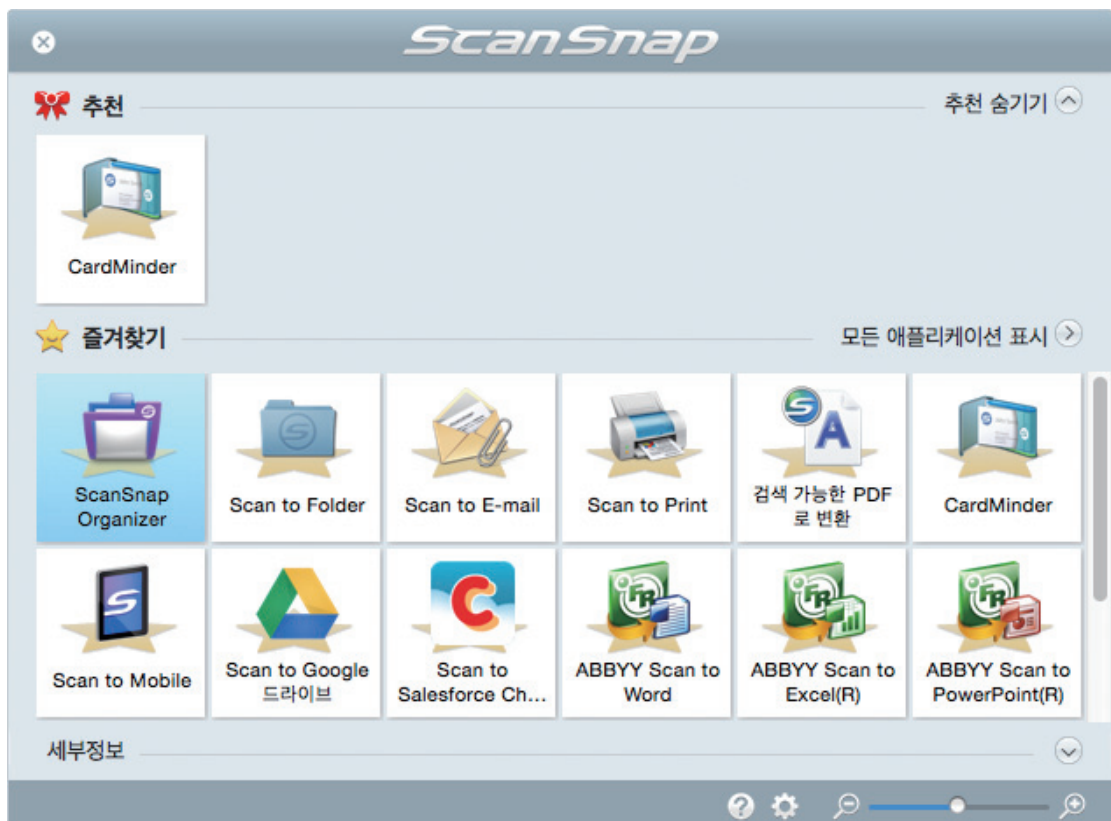 ScanSnap
추천
추천 숨기기
CardMinder
즐겨찾기
모든 애플리케이션 표시
ScanSnap
Organizer
Scan to Folder
Scan to E-mail
Scan to Print
검색 가능한 PDF
로 변환
CardMinder
Scan to Mobile
Scan to Google
드라이브
Scan to
Salesforce Ch...
ABBYY Scan to
Word
ABBYY Scan to
Excel(R)
ABBYY Scan to
PowerPoint(R)
세부정보